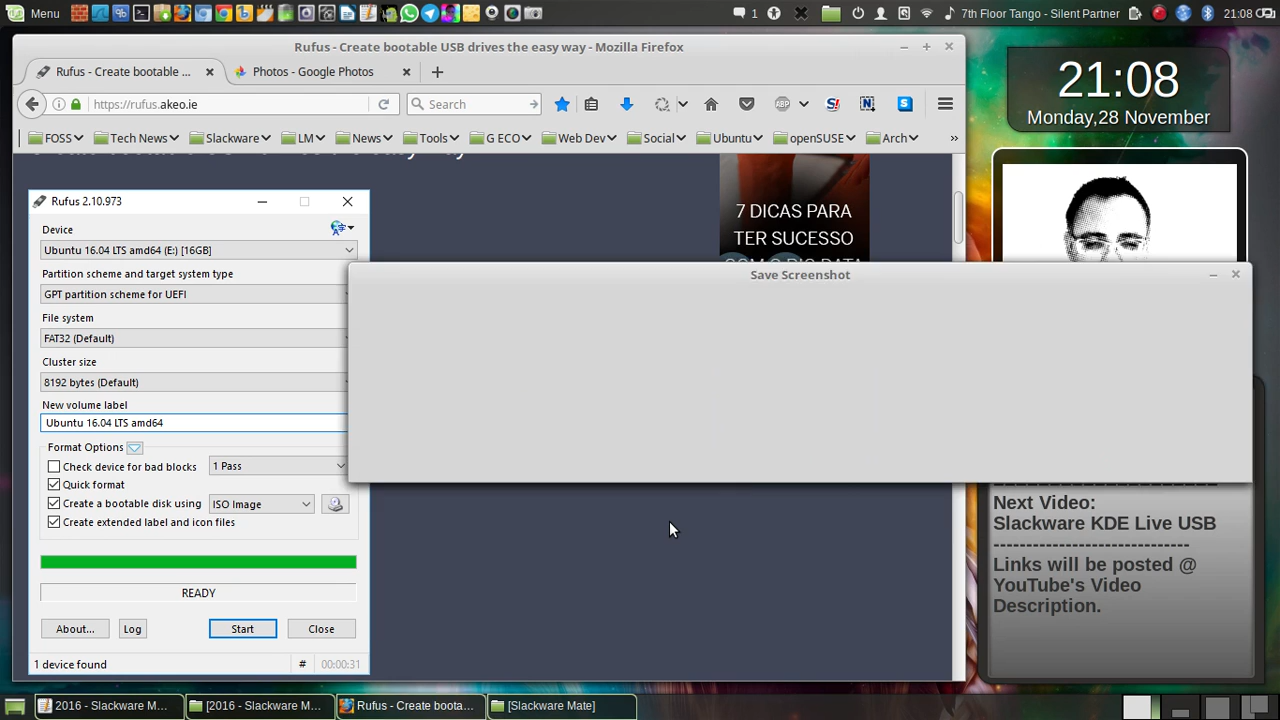 Menu
1
7th Floor Tango - Silent Partner
21:08
Rufus - Create bootable USB drives the easy way - Mozilla Firefox
Rufus - Create bootable ...
Photos - Google Photos
https://rufus.akeo.ie
Search
ABP
S!
N
S
FOSS
Tech News
Slackware
LM
News
Tools
G ECO
Web Dev
Social
Ubuntu
openSUSE
Arch
»
21:08
Monday,28 November
7 DICAS PARA
TER SUCESSO
Rufus 2.10.973
Device
Ubuntu 16.04 LTS amd64 (E:) [16GB]
Partition scheme and target system type
GPT partition scheme for UEFI
File system
FAT32 (Default)
Cluster size
8192 bytes (Default)
New volume label
Ubuntu 16.04 LTS amd64
Format Options
Check device for bad blocks
1 Pass
Quick format
Create a bootable disk using
ISO Image
Create extended label and icon files
READY
About...
Log
Start
Close
1 device found
#
00:00:31
Save Screenshot
Next Video:
Slackware KDE Live USB
----------------------------
Links will be posted @
YouTube's Video
Description.
2016 - Slackware M...
[2016 - Slackware M...
Rufus - Create boota...
[Slackware Mate]